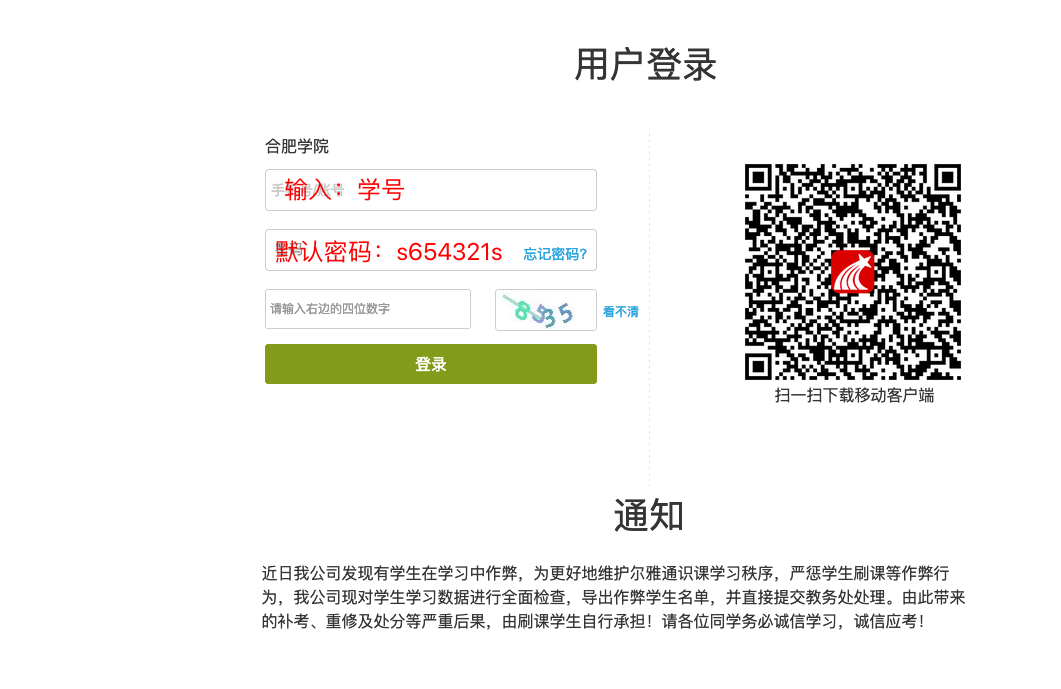 用户登录
合肥学院
输入：学号
默认密码：s654321s
忘记密码?
请输入右边的四位数字
8835
看不清
登录
扫一扫下载移动客户端
通知
近日我公司发现有学生在学习中作弊，为更好地维护尔雅通识课学习秩序，严惩学生刷课等作弊行
为，我公司现对学生学习数据进行全面检查，导出作弊学生名单，并直接提交教务处处理。由此带来
的补考、重修及处分等严重后果，由刷课学生自行承担！请各位同学务必诚信学习，诚信应考！